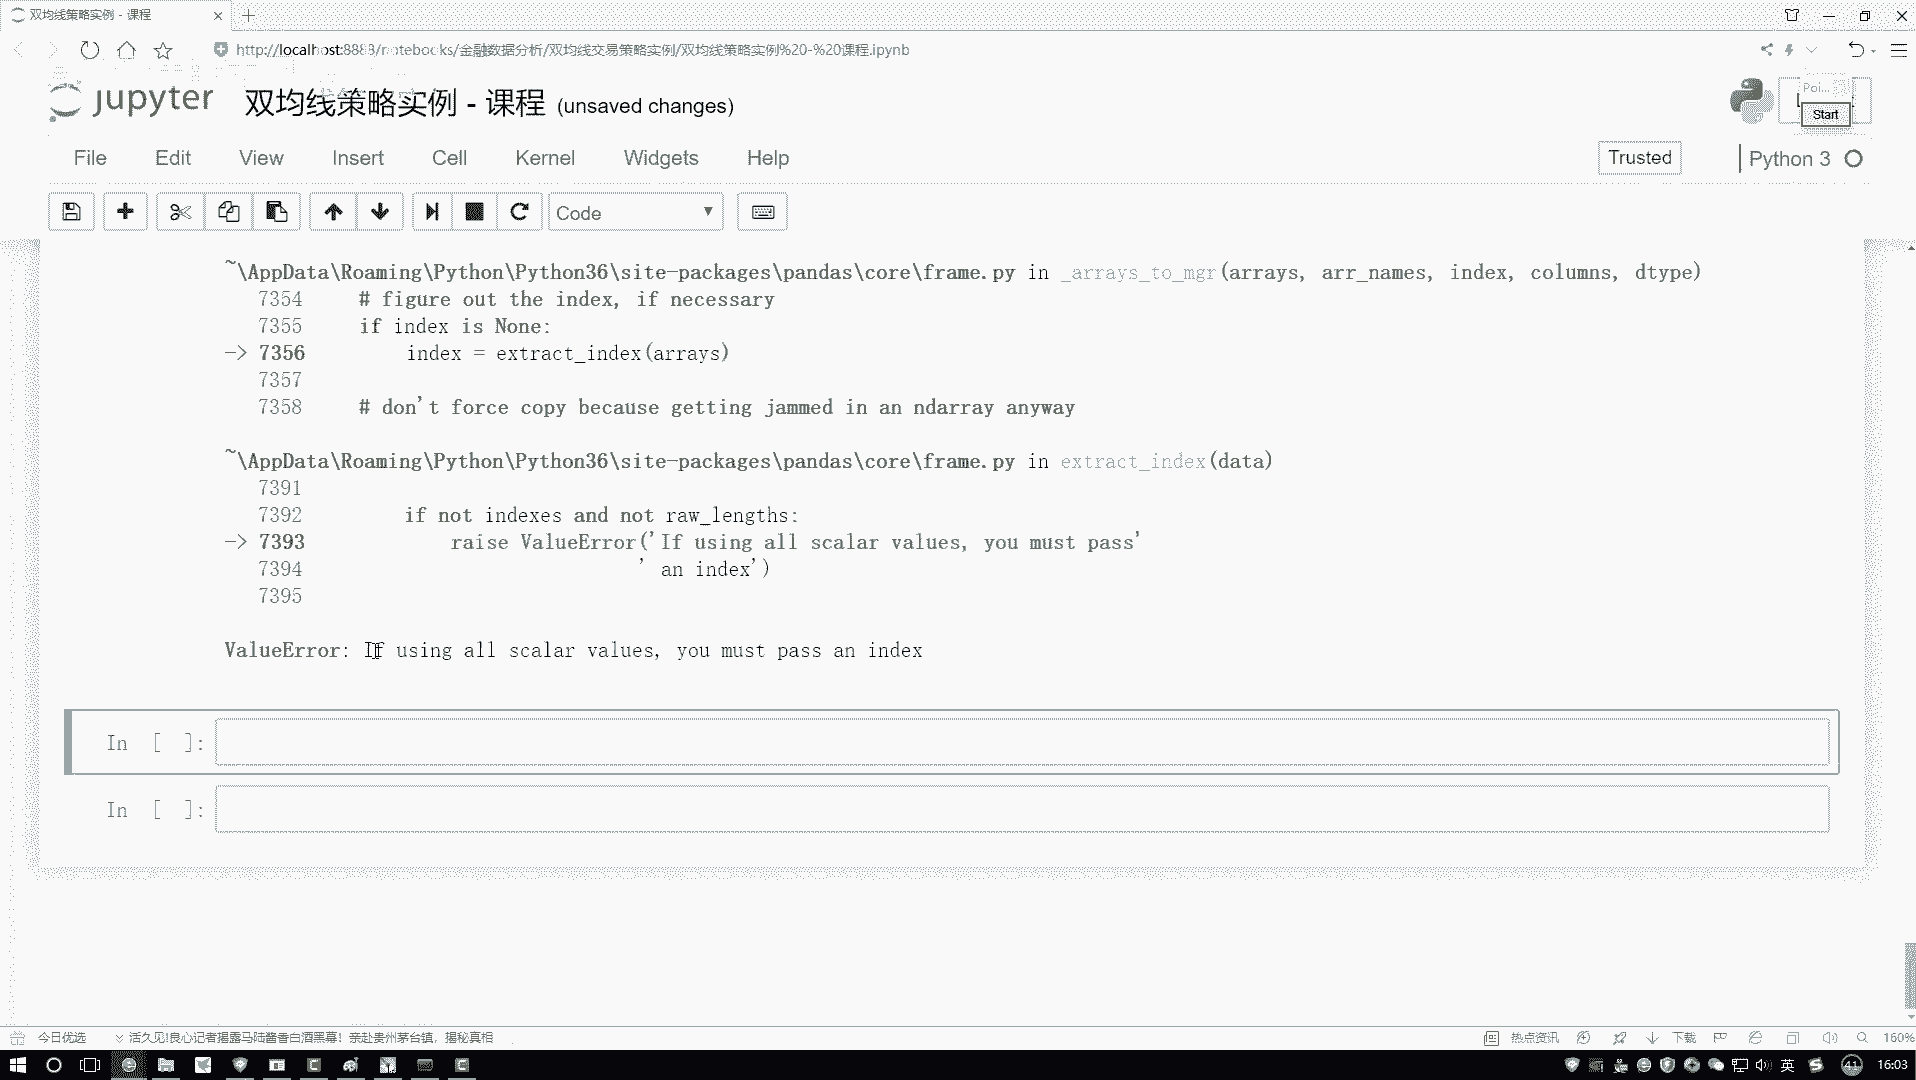 双均线策略实例 - 课程
http://localhost:8888/notebooks/金融数据分析/双均线交易策略实例/双均线策略实例%20-%20课程.ipynb
jupyter 双均线策略实例 - 课程 (unsaved changes)
Poi...
Start
File Edit View Insert Cell Kernel Widgets Help
Trusted
Python 3
Code
~\AppData\Roaming\Python\Python36\site-packages\pandas\core\frame.py in _arrays_to_mgr(arrays, arr_names, index, columns, dtype)
7354     # figure out the index, if necessary
7355     if index is None:
-> 7356         index = extract_index(arrays)
7357
7358     # don't force copy because getting jammed in an ndarray anyway
~\AppData\Roaming\Python\Python36\site-packages\pandas\core\frame.py in extract_index(data)
7391
7392         if not indexes and not raw_lengths:
-> 7393             raise ValueError('If using all scalar values, you must pass'
7394                              ' an index')
7395
ValueError: If using all scalar values, you must pass an index
In [ ]:
In [ ]:
今日优选 活久见!良心记者揭露马陆酱香白酒黑幕! 亲赴贵州茅台镇, 揭秘真相
热点资讯 下载 160%
英 41 16:03